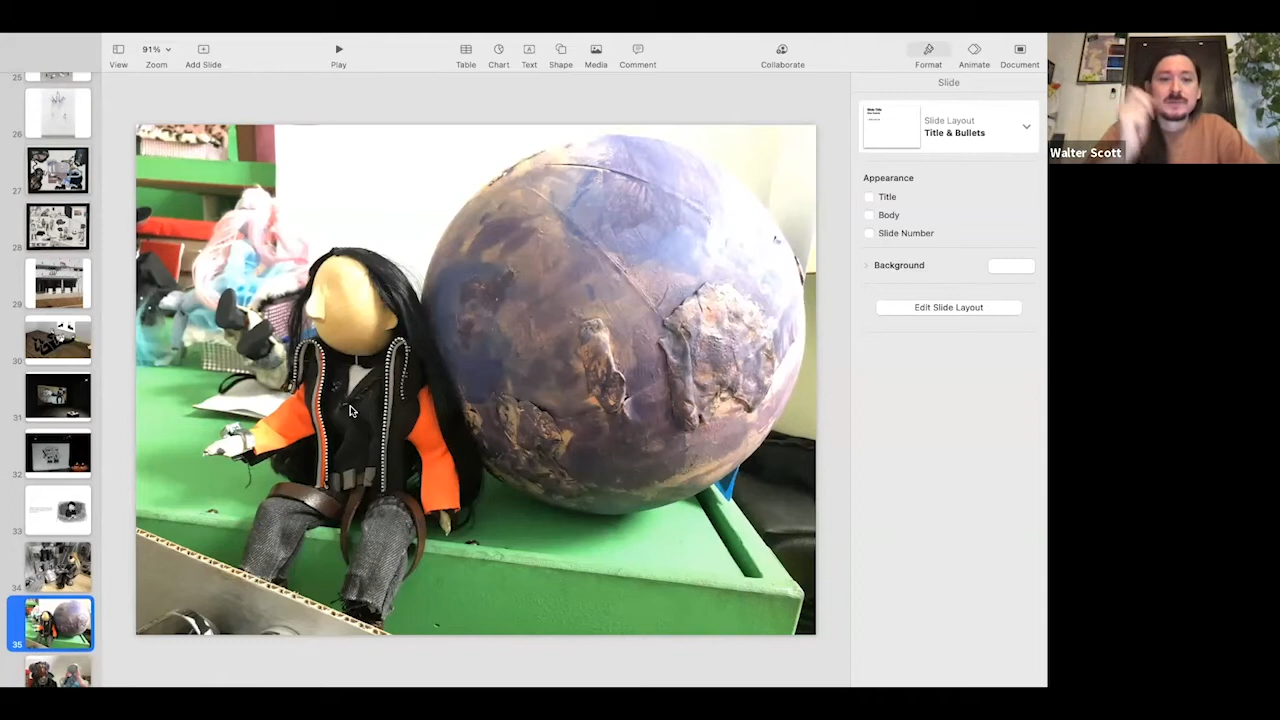 91%
View
Zoom
Add Slide
Play
Table
Chart
Text
Shape
Media
Comment
Collaborate
Format
Animate
Document
Slide
Slide Layout
Title & Bullets
Appearance
Title
Body
Slide Number
Background
Edit Slide Layout
25
26
27
28
29
30
31
32
33
34
35
Walter Scott